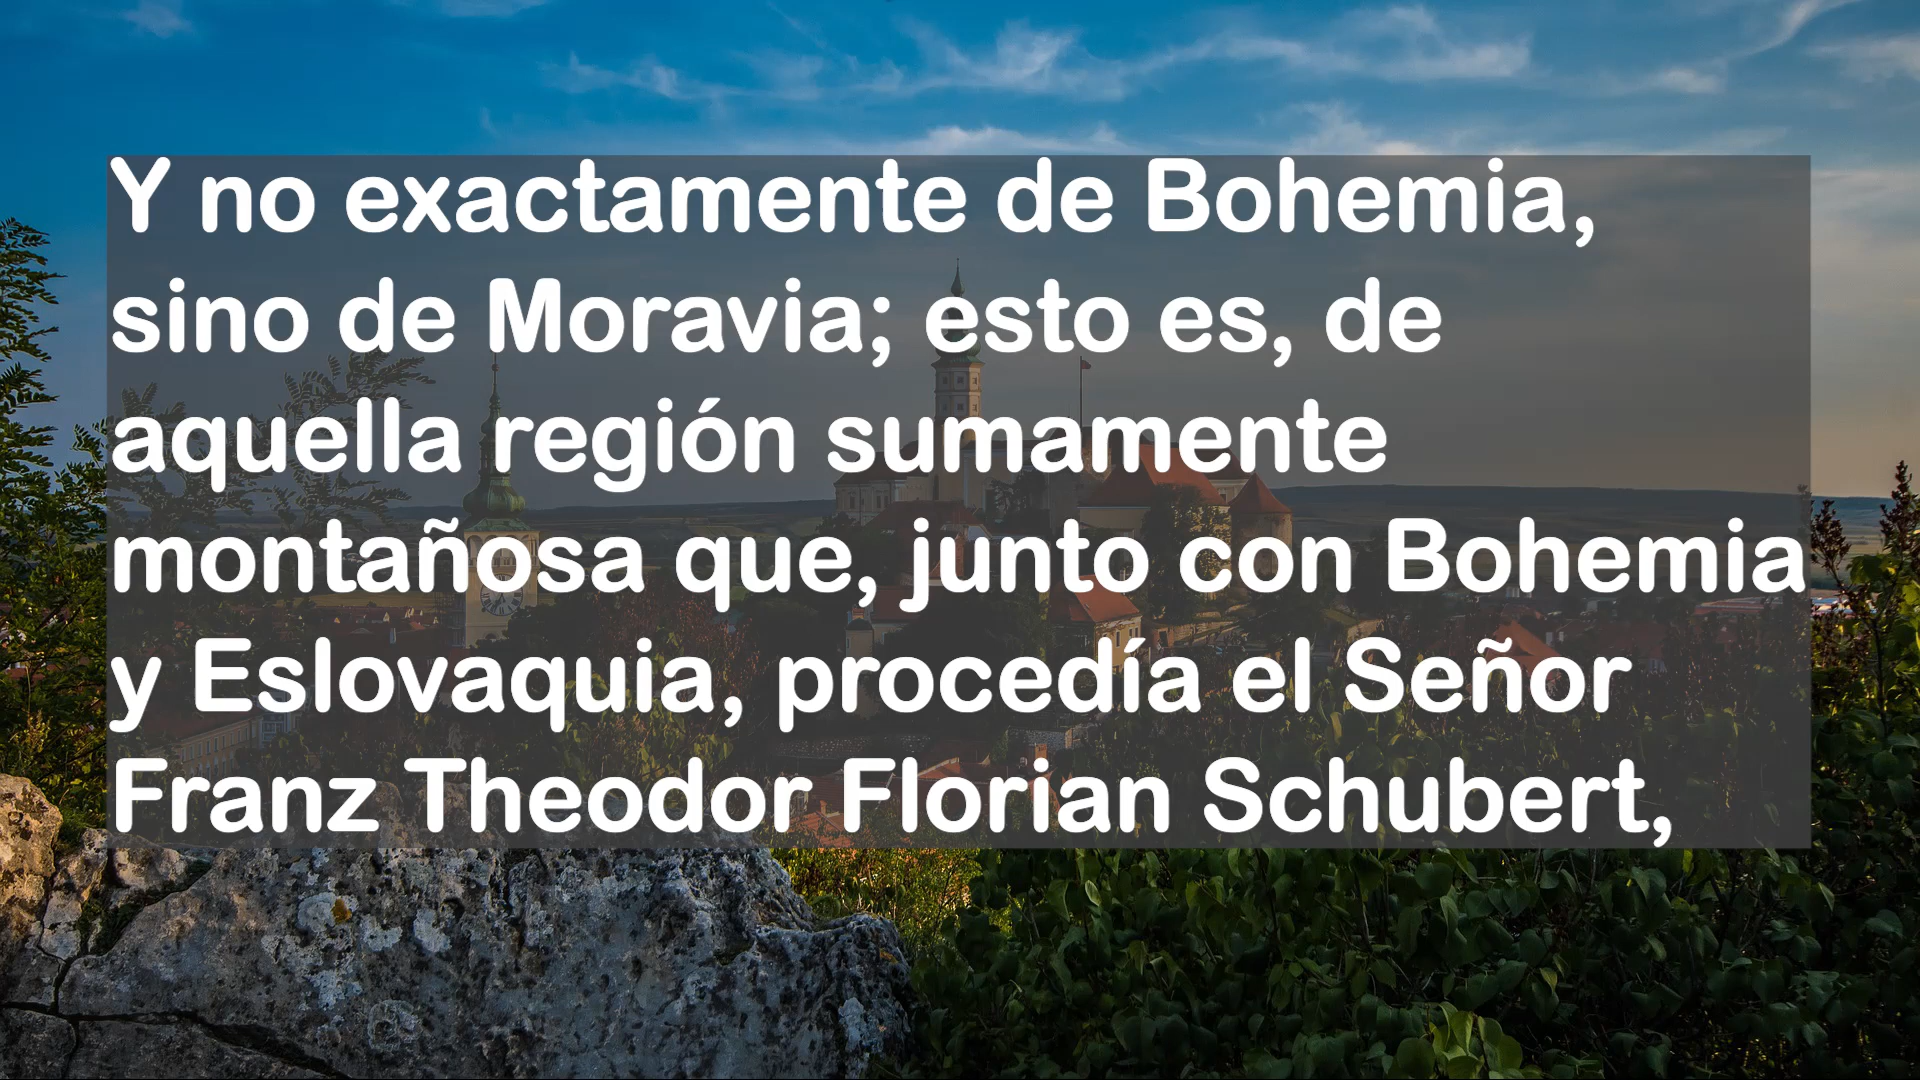 Y no exactamente de Bohemia,
sino de Moravia; esto es, de
aquella región sumamente
montañosa que, junto con Bohemia
y Eslovaquia, procedía el Señor
Franz Theodor Florian Schubert,